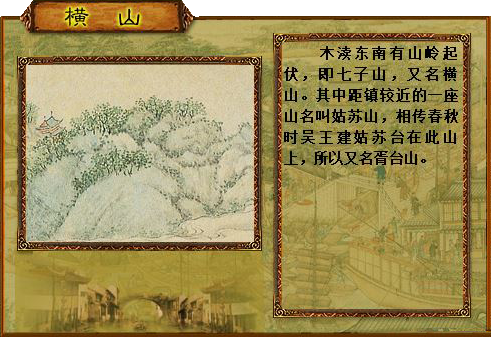 横 山
木渎东南有山岭起
伏，即七子山，又名横
山。其中距镇较近的一座
山名叫姑苏山，相传春秋
时吴王建姑苏台在此山
上，所以又名胥台山。